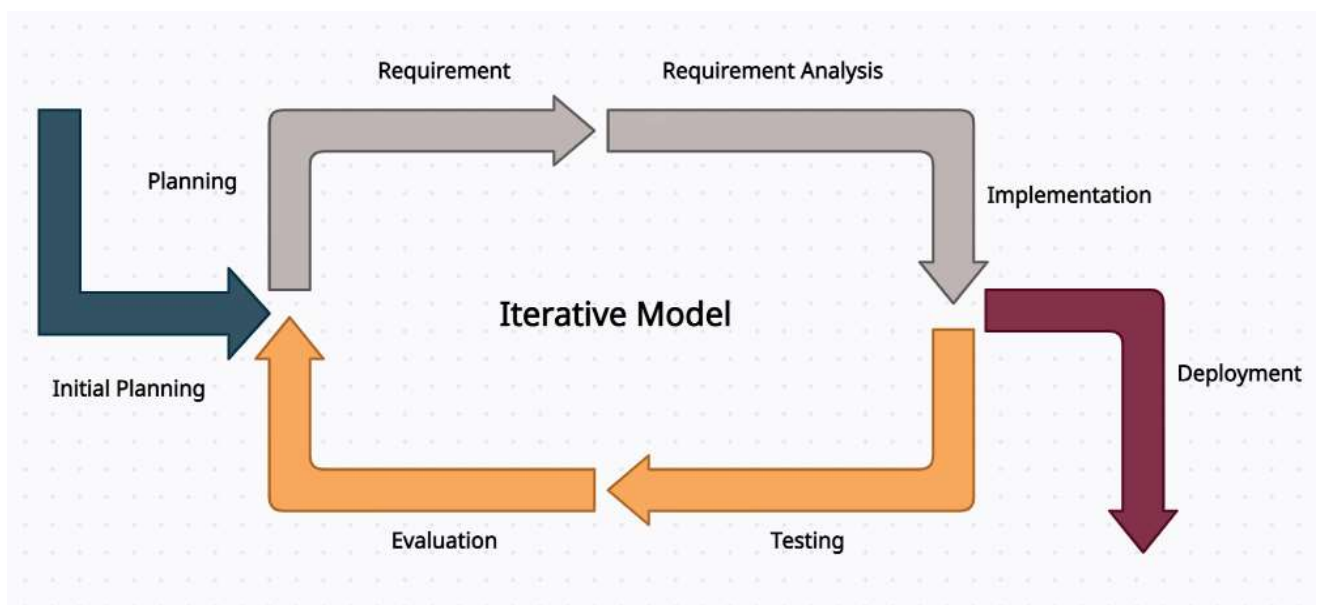 Requirement
Requirement Analysis
Planning
Implementation
Iterative Model
Initial Planning
Deployment
Evaluation
Testing